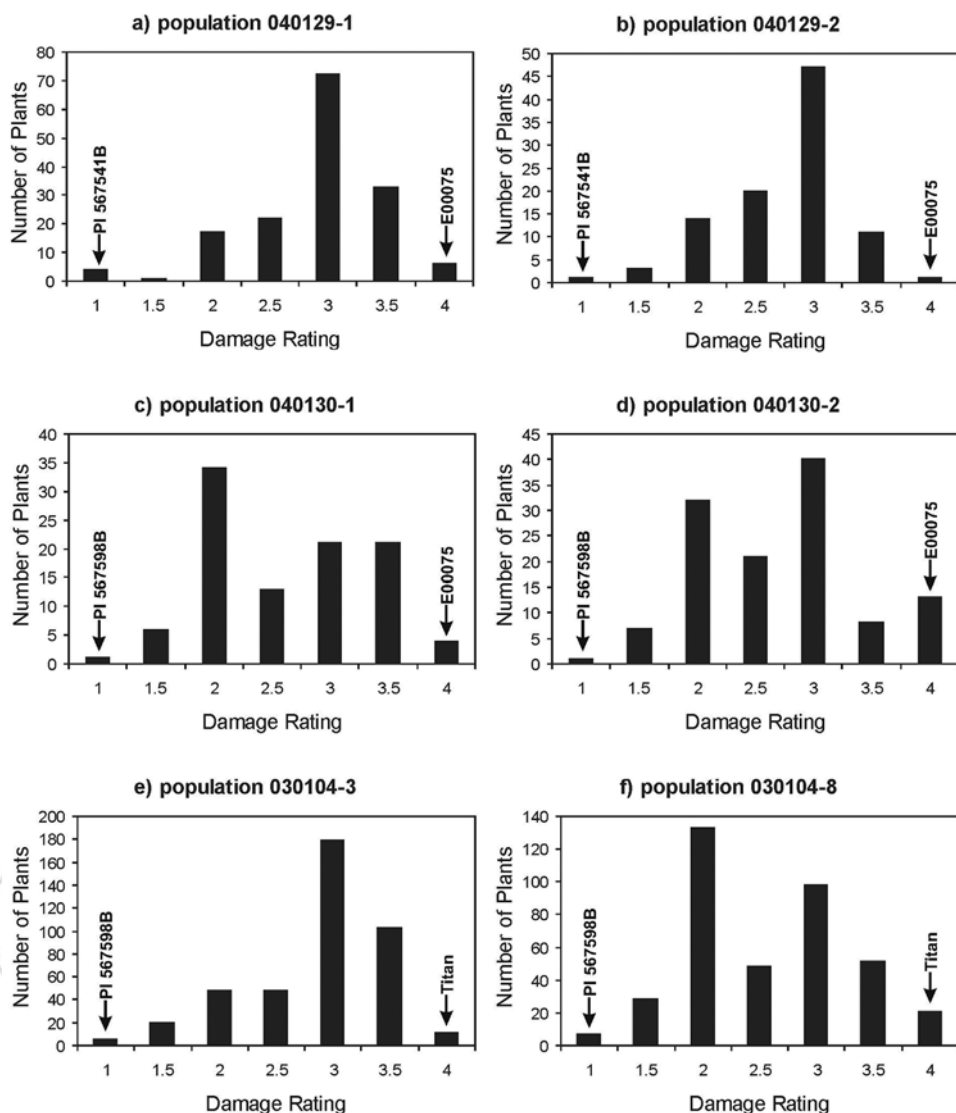 a) population 040129-1
Number of Plants
80
70
60
50
40
30
20
10
0
PI 567541B
E00075
1 1.5 2 2.5 3 3.5 4
Damage Rating
b) population 040129-2
Number of Plants
50
45
40
35
30
25
20
15
10
5
0
PI 567541B
E00075
1 1.5 2 2.5 3 3.5 4
Damage Rating
c) population 040130-1
Number of Plants
40
35
30
25
20
15
10
5
0
PI 567598B
E00075
1 1.5 2 2.5 3 3.5 4
Damage Rating
d) population 040130-2
Number of Plants
45
40
35
30
25
20
15
10
5
0
PI 567598B
E00075
1 1.5 2 2.5 3 3.5 4
Damage Rating
e) population 030104-3
Number of Plants
200
180
160
140
120
100
80
60
40
20
0
PI 567598B
Titan
1 1.5 2 2.5 3 3.5 4
Damage Rating
f) population 030104-8
Number of Plants
140
120
100
80
60
40
20
0
PI 567598B
Titan
1 1.5 2 2.5 3 3.5 4
Damage Rating